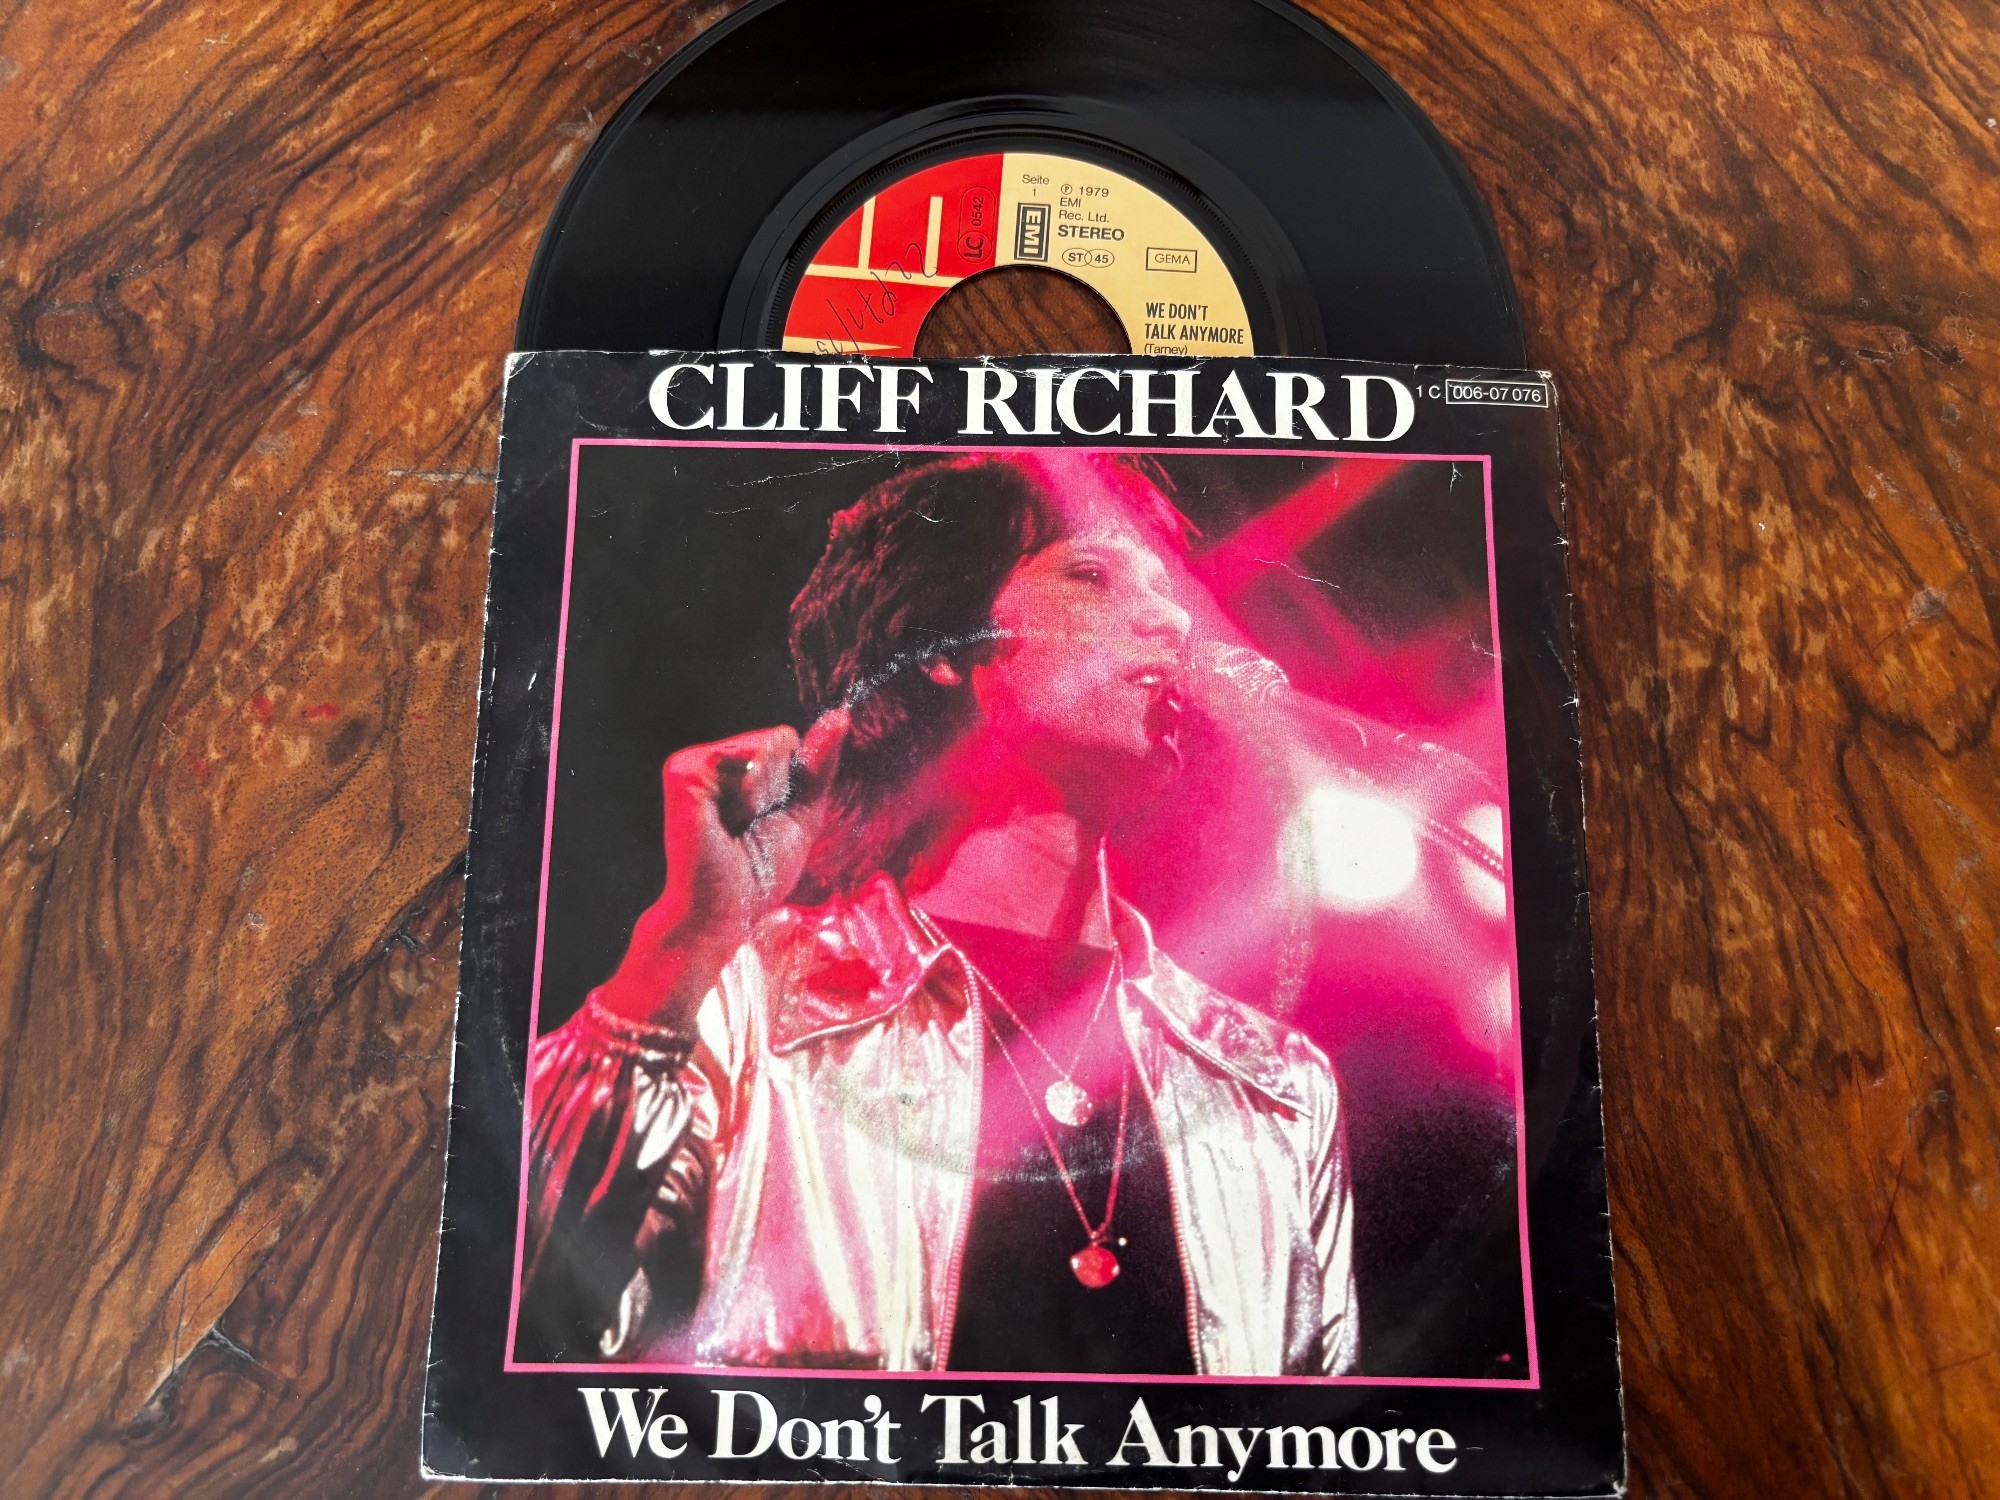 Seite
1
℗ 1979
EMI
Rec. Ltd.
STEREO
EMI
LC 0542
ST 45
GEMA
WE DON'T
TALK ANYMORE
(Tarney)
CLIFF RICHARD
1 C 006-07 076
We Don't Talk Anymore